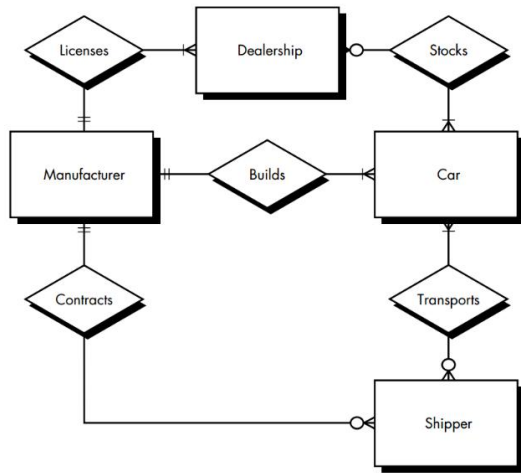 Licenses
Dealership
Stocks
Manufacturer
Builds
Car
Contracts
Transports
Shipper